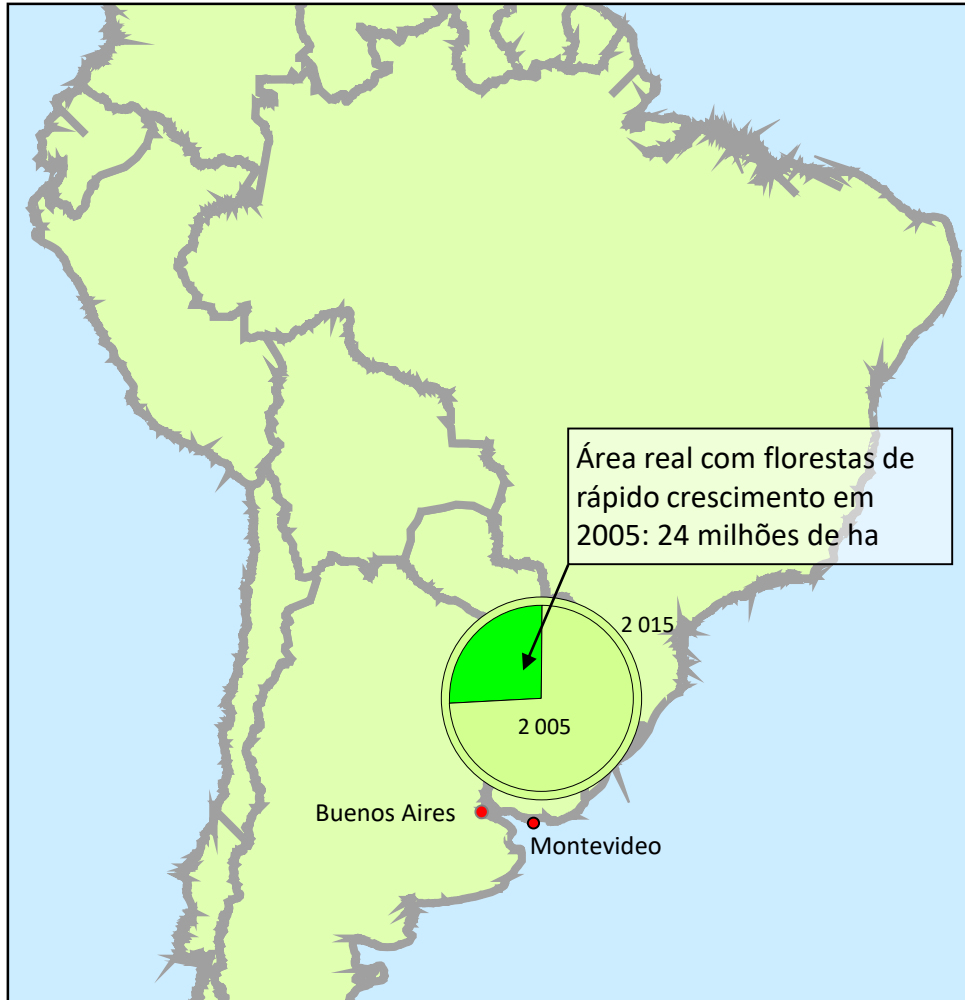 Área real com florestas de
rápido crescimento em
2005: 24 milhões de ha
2 015
2 005
Buenos Aires
Montevideo